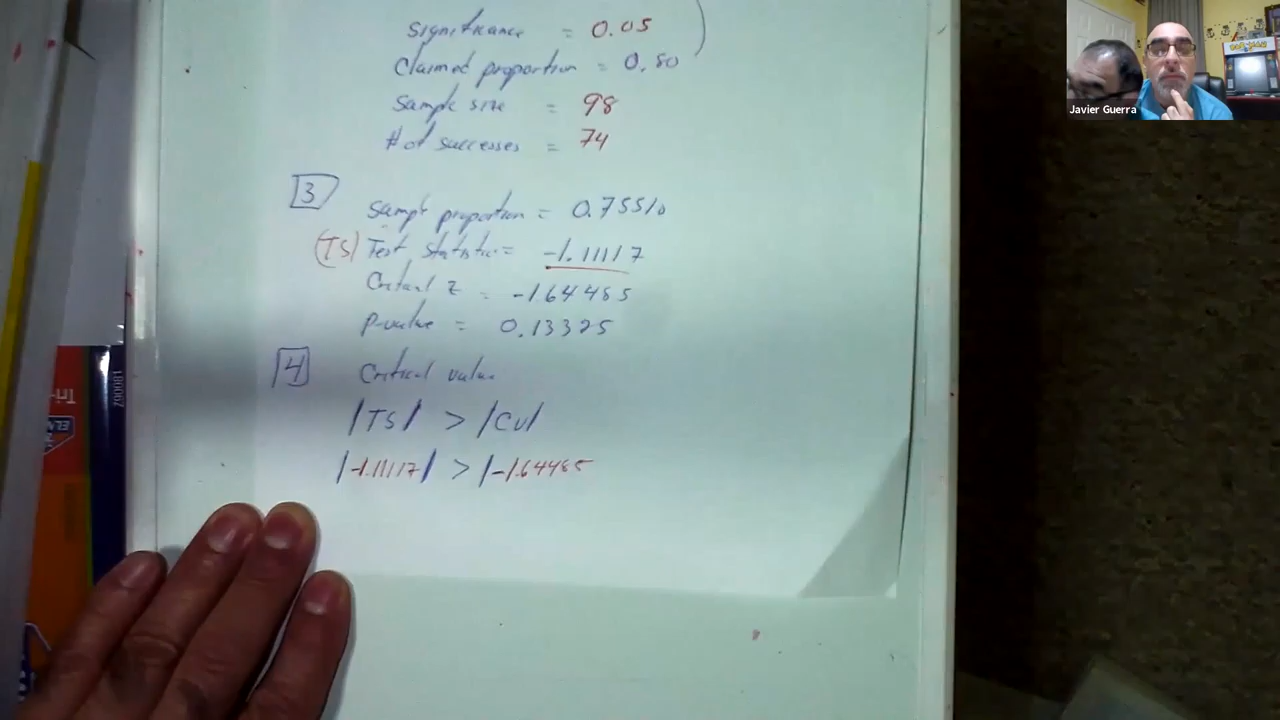 Significance = 0.05
Claimed proportion = 0.80
Sample size = 98
# of successes = 74
3
Sample proportion = 0.75510
(TS) Test statistic = -1.11117
Critical z = -1.64485
P-value = 0.13325
4
Critical value
|TS| > |CV|
|-1.11117| > |-1.64485
Javier Guerra